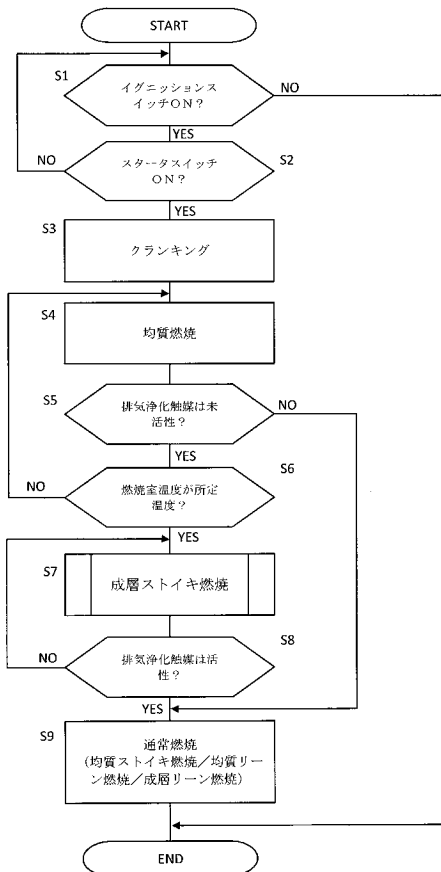 START
S1
イグニッションス
イッチON？
NO
YES
NO
スタータスイッチ
ON？
S2
YES
S3
クランキング
S4
均質燃焼
S5
排気浄化触媒は未
活性？
NO
YES
S6
NO
燃焼室温度が所定
温度？
YES
S7
成層ストイキ燃焼
S8
NO
排気浄化触媒は活
性？
YES
S9
通常燃焼
（均質ストイキ燃焼／均質リー
ン燃焼／成層リーン燃焼）
END